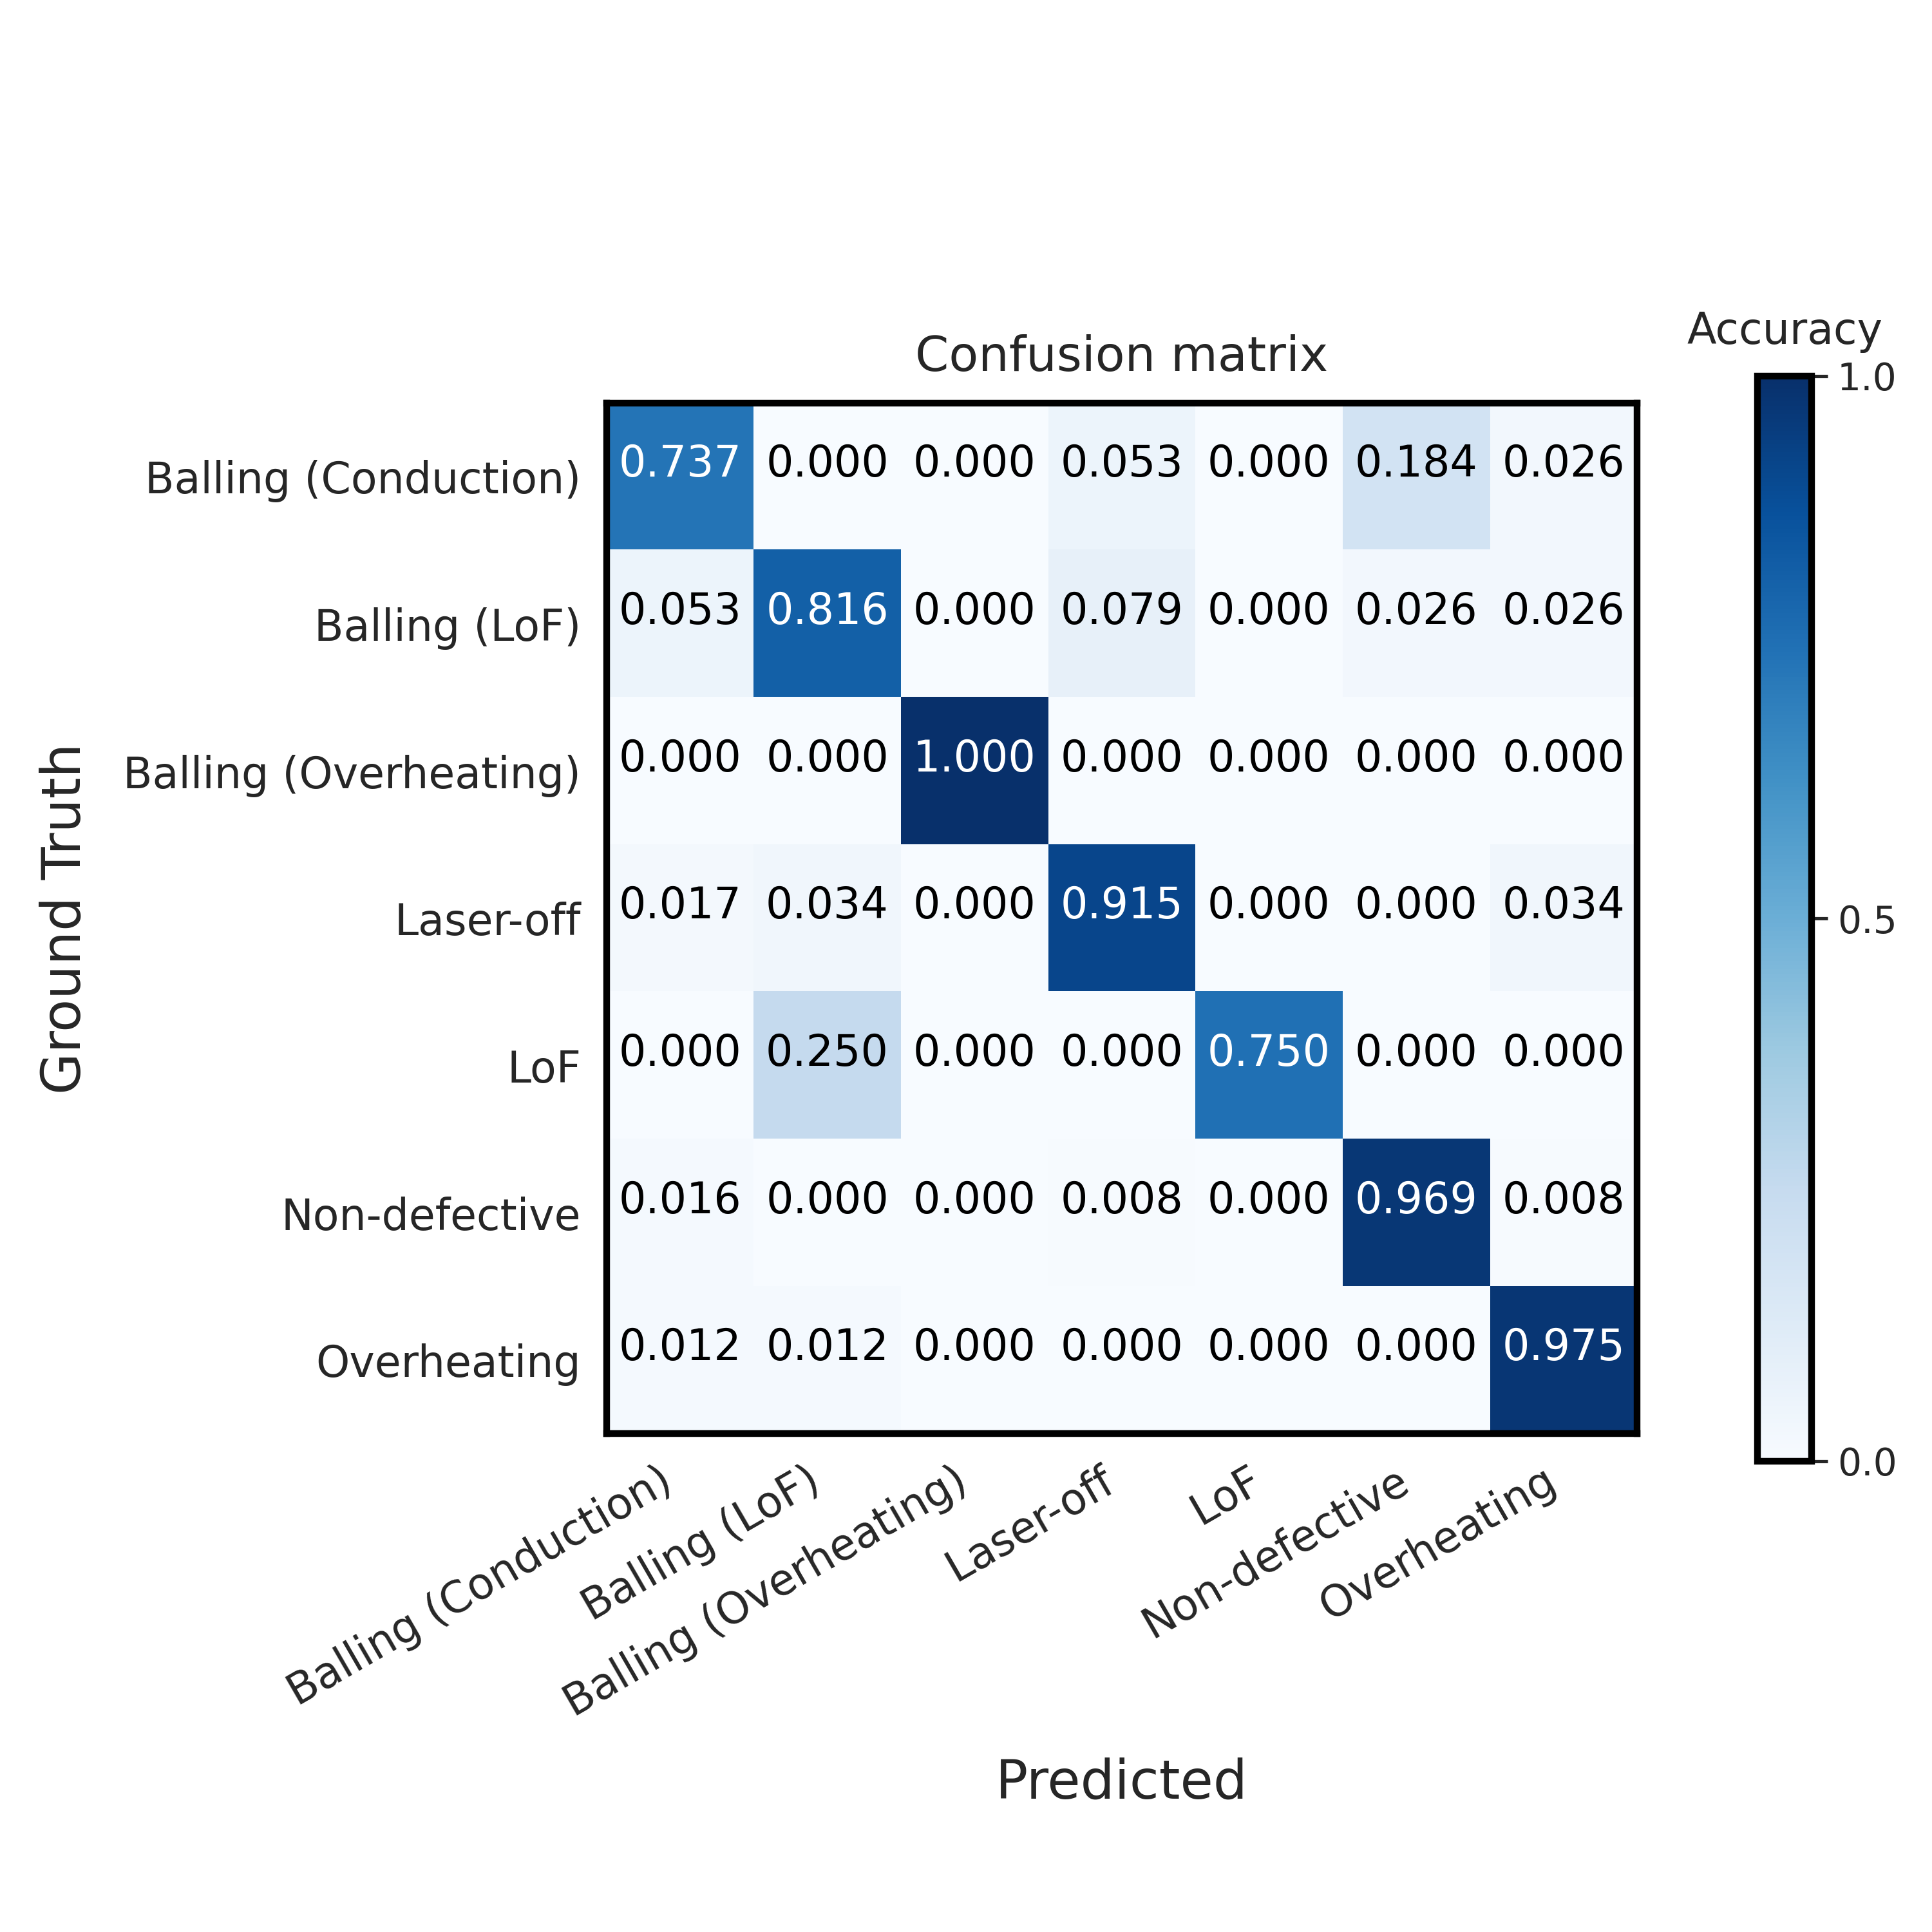 Accuracy
Confusion matrix
1.0
Balling (Conduction) 0.737 0.000 0.000 0.053 0.000 0.184 0.026
Balling (LoF) 0.053 0.816 0.000 0.079 0.000 0.026 0.026
Balling (Overheating) 0.000 0.000 1.000 0.000 0.000 0.000 0.000
Ground Truth
Laser-off 0.017 0.034 0.000 0.915 0.000 0.000 0.034
0.5
LoF 0.000 0.250 0.000 0.000 0.750 0.000 0.000
Non-defective 0.016 0.000 0.000 0.008 0.000 0.969 0.008
Overheating 0.012 0.012 0.000 0.000 0.000 0.000 0.975
0.0
Balling (Conduction)
Balling (LoF)
Balling (Overheating)
Laser-off
LoF
Non-defective
Overheating
Predicted